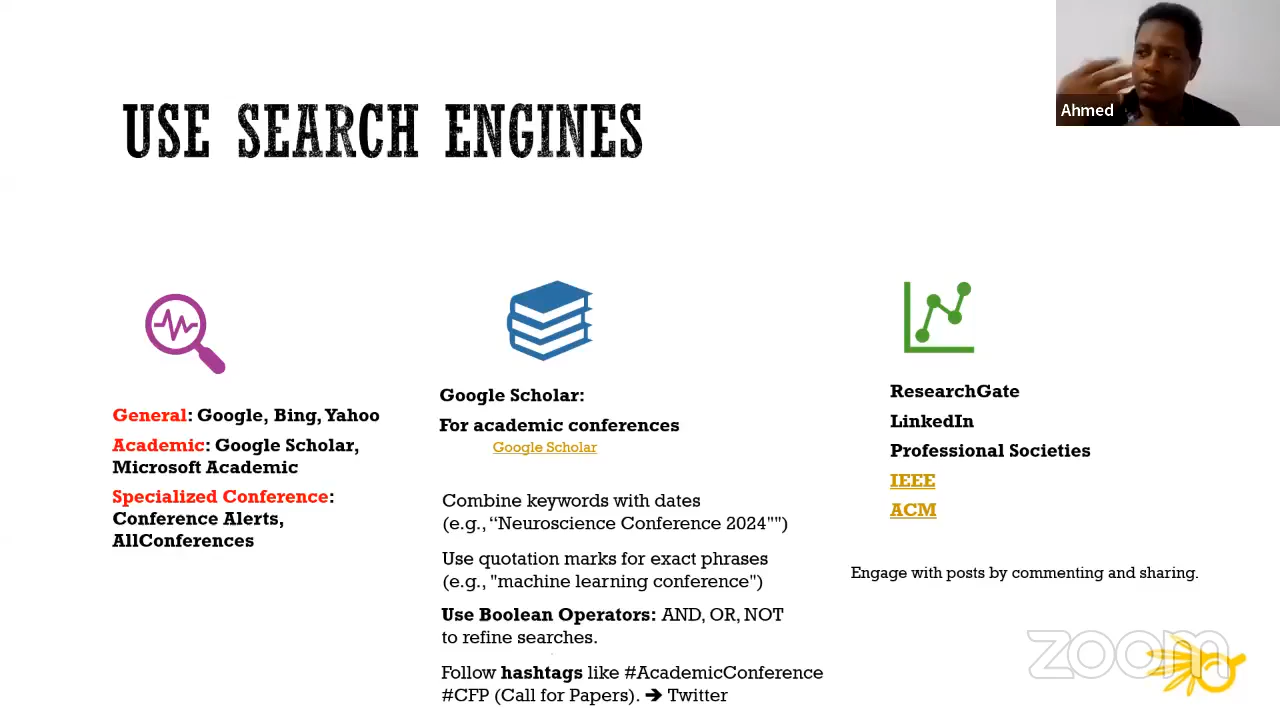 Ahmed
USE SEARCH ENGINES
General: Google, Bing, Yahoo
Academic: Google Scholar,
Microsoft Academic
Specialized Conference:
Conference Alerts,
AllConferences
Google Scholar:
For academic conferences
Google Scholar
Combine keywords with dates
(e.g., “Neuroscience Conference 2024"")
Use quotation marks for exact phrases
(e.g., "machine learning conference")
Use Boolean Operators: AND, OR, NOT
to refine searches.
Follow hashtags like #AcademicConference
#CFP (Call for Papers). ➔ Twitter
ResearchGate
LinkedIn
Professional Societies
IEEE
ACM
Engage with posts by commenting and sharing.
zoom